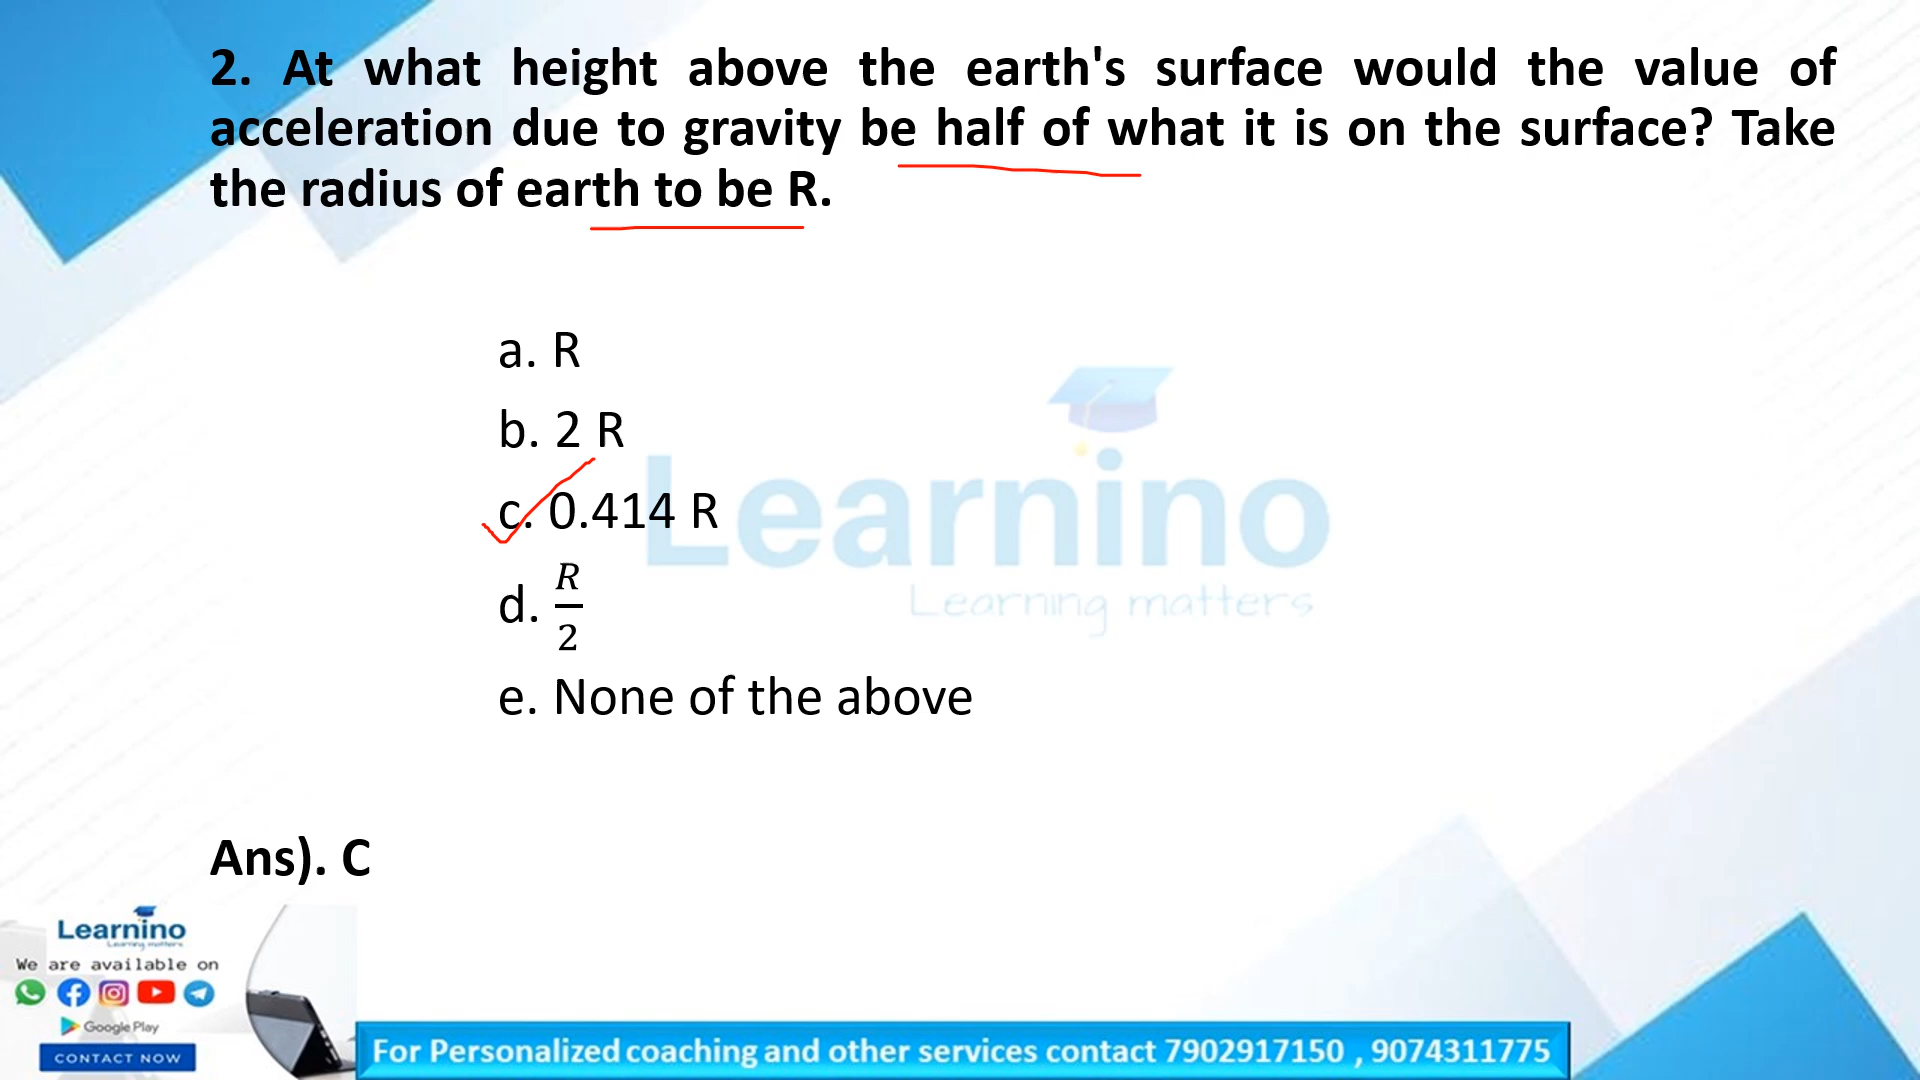 2. At what height above the earth's surface would the value of
acceleration due to gravity be half of what it is on the surface? Take
the radius of earth to be R.
a. R
b. 2 R
c. 0.414 R
d. R/2
e. None of the above
Learnino
Learning matters
Ans). C
Learnino
Learning matters
We are available on
Google Play
CONTACT NOW
For Personalized coaching and other services contact 7902917150 , 9074311775